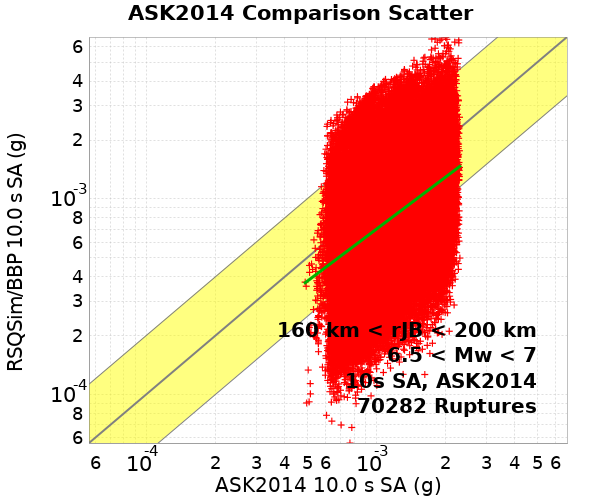 ASK2014 Comparison Scatter
RSQSim/BBP 10.0 s SA (g)
6
4
3
2
10-3
8
6
4
3
2
10-4
8
6
160 km < rJB < 200 km
6.5 < Mw < 7
10s SA, ASK2014
70282 Ruptures
6 10-4 2 3 4 5 6 10-3 2 3 4 5 6
ASK2014 10.0 s SA (g)